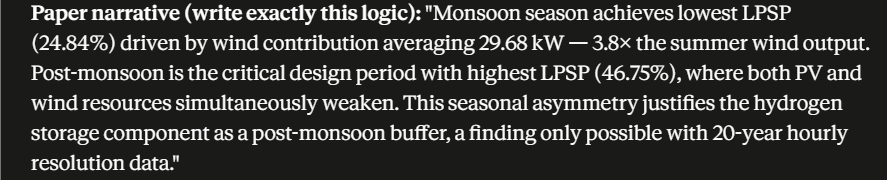 Paper narrative (write exactly this logic): "Monsoon season achieves lowest LPSP
(24.84%) driven by wind contribution averaging 29.68 kW — 3.8× the summer wind output.
Post-monsoon is the critical design period with highest LPSP (46.75%), where both PV and
wind resources simultaneously weaken. This seasonal asymmetry justifies the hydrogen
storage component as a post-monsoon buffer, a finding only possible with 20-year hourly
resolution data."